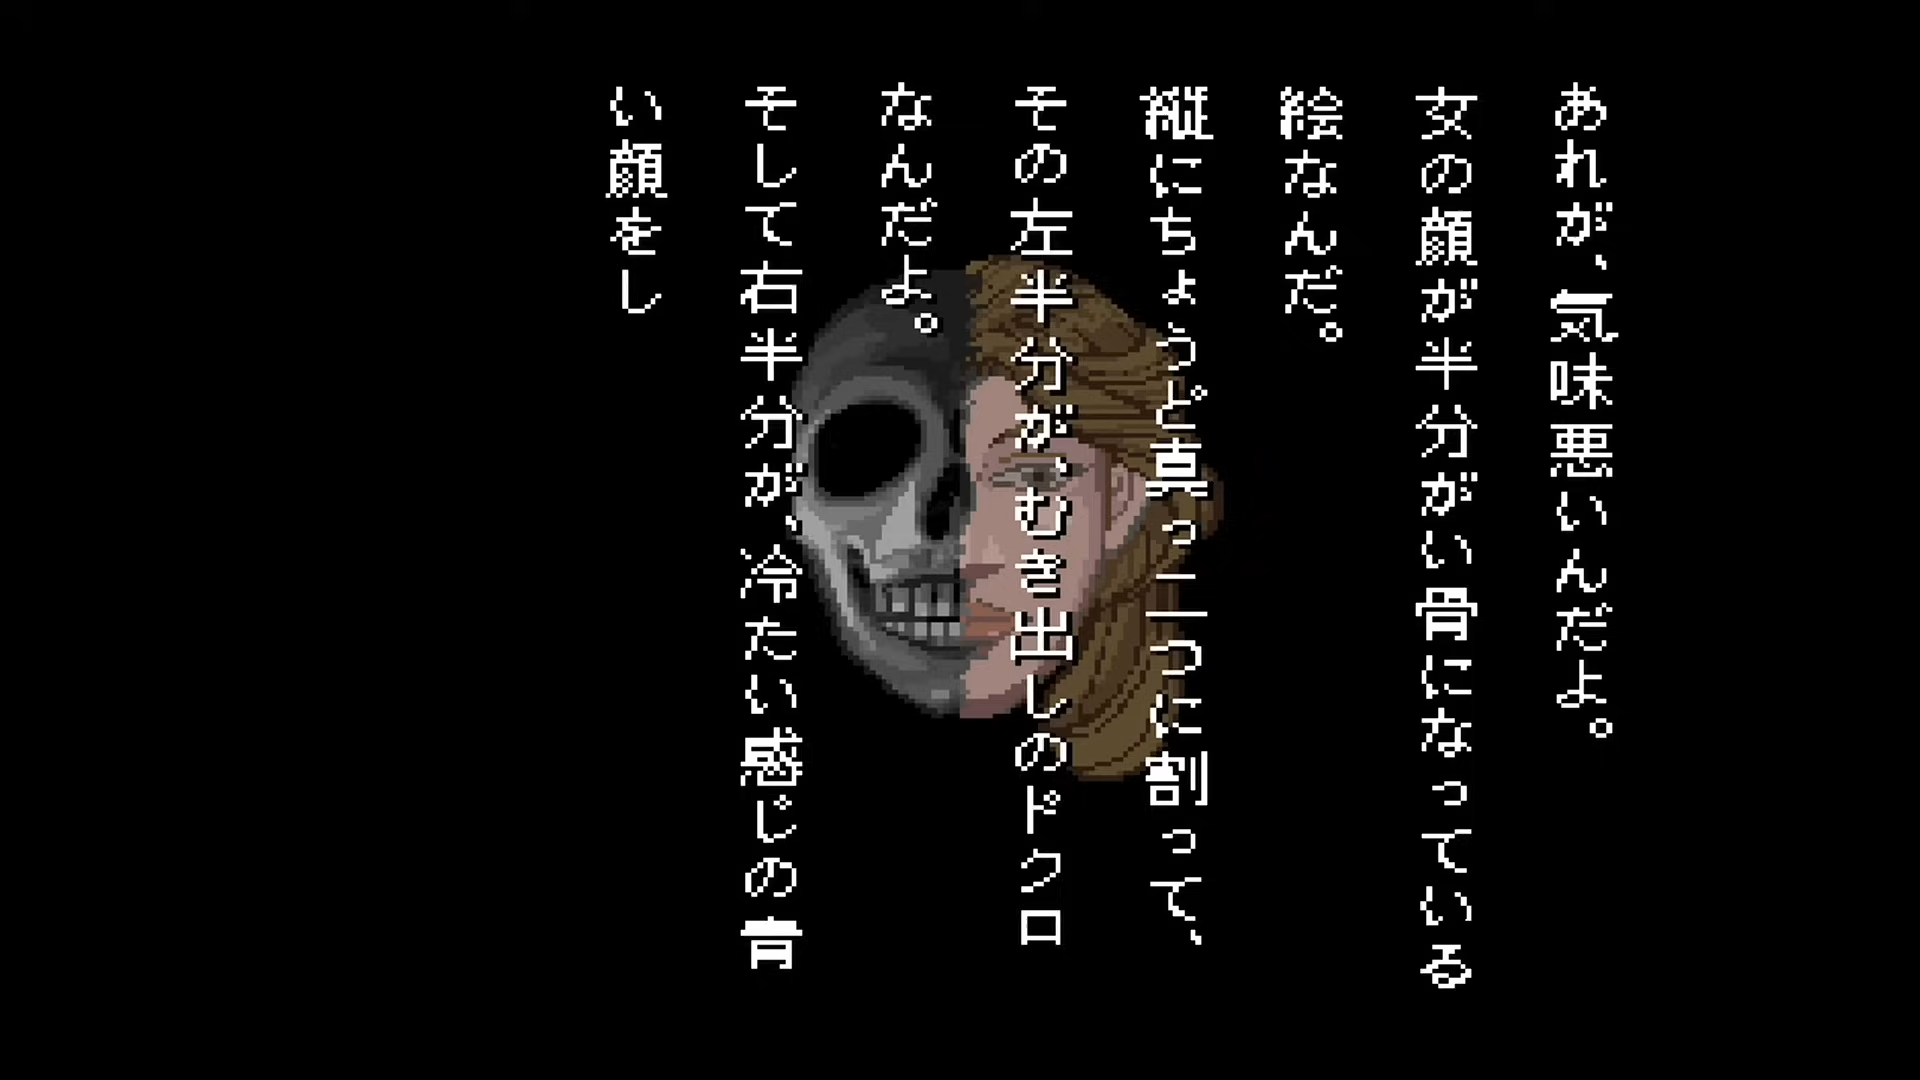 あれが、気味悪いんだよ。
女の顔が半分がい骨になっている
絵なんだ。
縦にちょうど真っ二つに割って、
その左半分が、むき出しのドクロ
なんだよ。
そして右半分が、冷たい感じの青
い顔をし